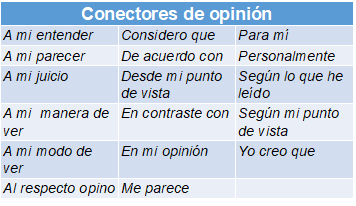 Conectores de opinión
A mi entender Considero que Para mí
A mi parecer De acuerdo con Personalmente
A mi juicio Desde mi punto de vista Según lo que he leído
A mi manera de ver En contraste con Según mi punto de vista
A mi modo de ver En mi opinión Yo creo que
Al respecto opino Me parece